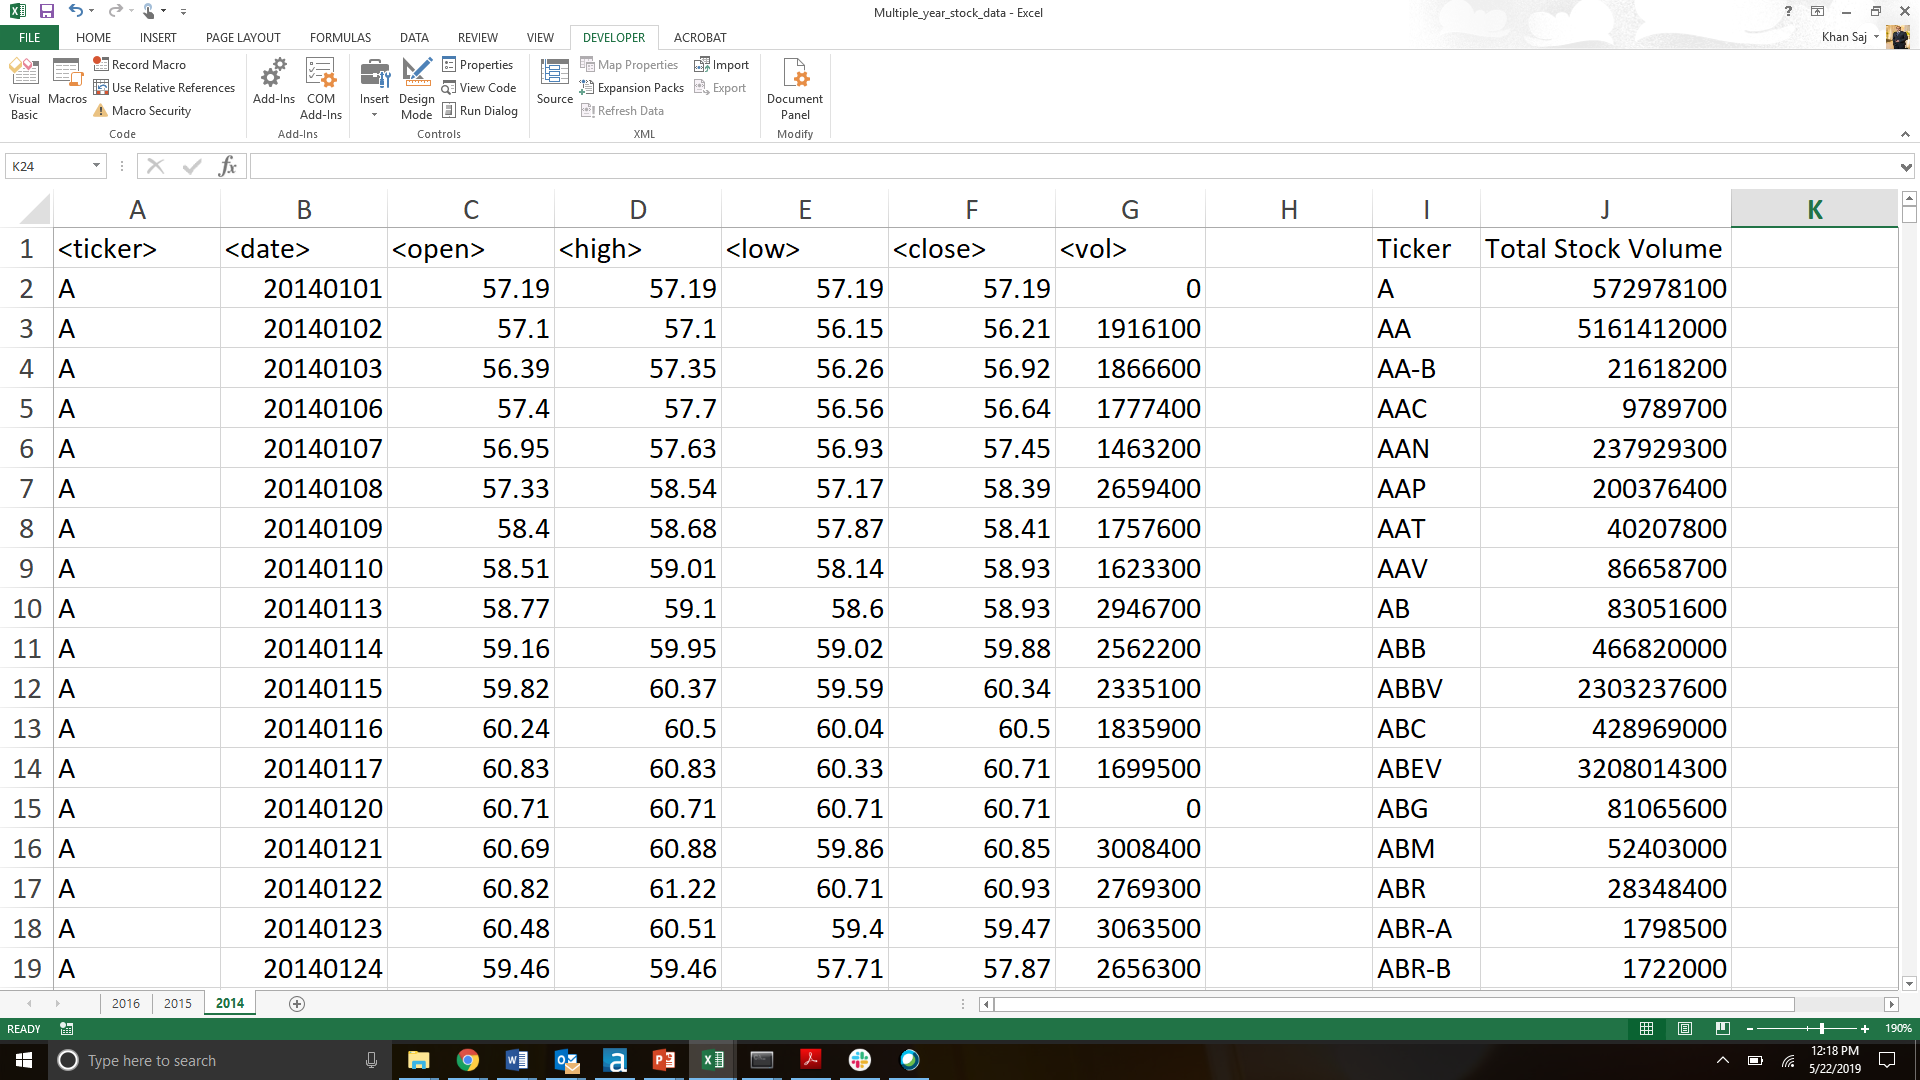 Multiple_year_stock_data - Excel
?
FILE HOME INSERT PAGE LAYOUT FORMULAS DATA REVIEW VIEW DEVELOPER ACROBAT
Khan Saj
Visual Basic
Macros
Record Macro
Use Relative References
Macro Security
Code
Add-Ins
COM Add-Ins
Add-Ins
Insert
Design Mode
Properties
View Code
Run Dialog
Controls
Source
Map Properties
Expansion Packs
Refresh Data
Import
Export
XML
Document Panel
Modify
K24
fx
A B C D E F G H I J K
1 <ticker> <date> <open> <high> <low> <close> <vol> Ticker Total Stock Volume
2 A 20140101 57.19 57.19 57.19 57.19 0 A 572978100
3 A 20140102 57.1 57.1 56.15 56.21 1916100 AA 5161412000
4 A 20140103 56.39 57.35 56.26 56.92 1866600 AA-B 21618200
5 A 20140106 57.4 57.7 56.56 56.64 1777400 AAC 9789700
6 A 20140107 56.95 57.63 56.93 57.45 1463200 AAN 237929300
7 A 20140108 57.33 58.54 57.17 58.39 2659400 AAP 200376400
8 A 20140109 58.4 58.68 57.87 58.41 1757600 AAT 40207800
9 A 20140110 58.51 59.01 58.14 58.93 1623300 AAV 86658700
10 A 20140113 58.77 59.1 58.6 58.93 2946700 AB 83051600
11 A 20140114 59.16 59.95 59.02 59.88 2562200 ABB 466820000
12 A 20140115 59.82 60.37 59.59 60.34 2335100 ABBV 2303237600
13 A 20140116 60.24 60.5 60.04 60.5 1835900 ABC 428969000
14 A 20140117 60.83 60.83 60.33 60.71 1699500 ABEV 3208014300
15 A 20140120 60.71 60.71 60.71 60.71 0 ABG 81065600
16 A 20140121 60.69 60.88 59.86 60.85 3008400 ABM 52403000
17 A 20140122 60.82 61.22 60.71 60.93 2769300 ABR 28348400
18 A 20140123 60.48 60.51 59.4 59.47 3063500 ABR-A 1798500
19 A 20140124 59.46 59.46 57.71 57.87 2656300 ABR-B 1722000
2016 2015 2014
READY
190%
Type here to search
12:18 PM
5/22/2019